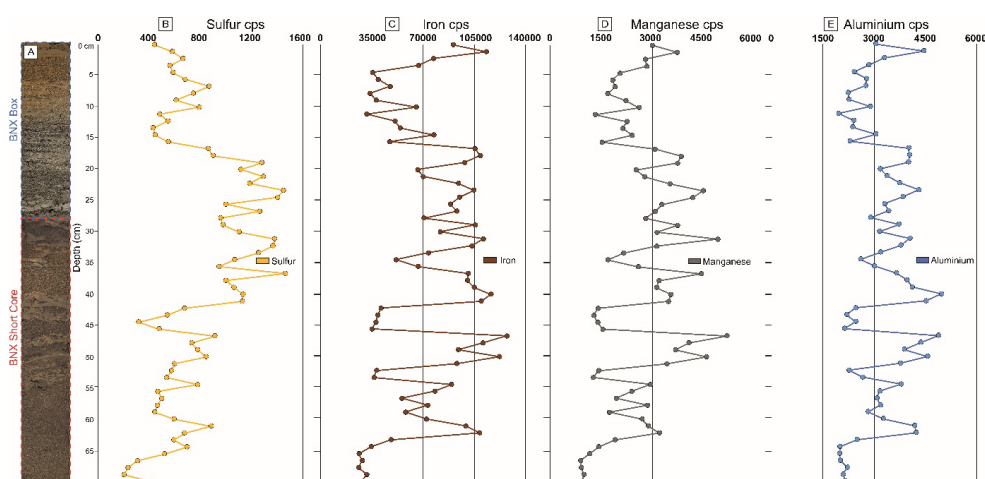 B Sulfur cps
C Iron cps
D Manganese cps
E Aluminium cps
0 400 800 1200 1600
0 35000 70000 105000 140000
0 1500 3000 4500 6000
0 1500 3000 4500 6000
A
0 cm
5
10
15
20
25
30
35
40
45
50
55
60
65
Depth (cm)
BNX Box
BNX Short Core
Sulfur
Iron
Manganese
Aluminium